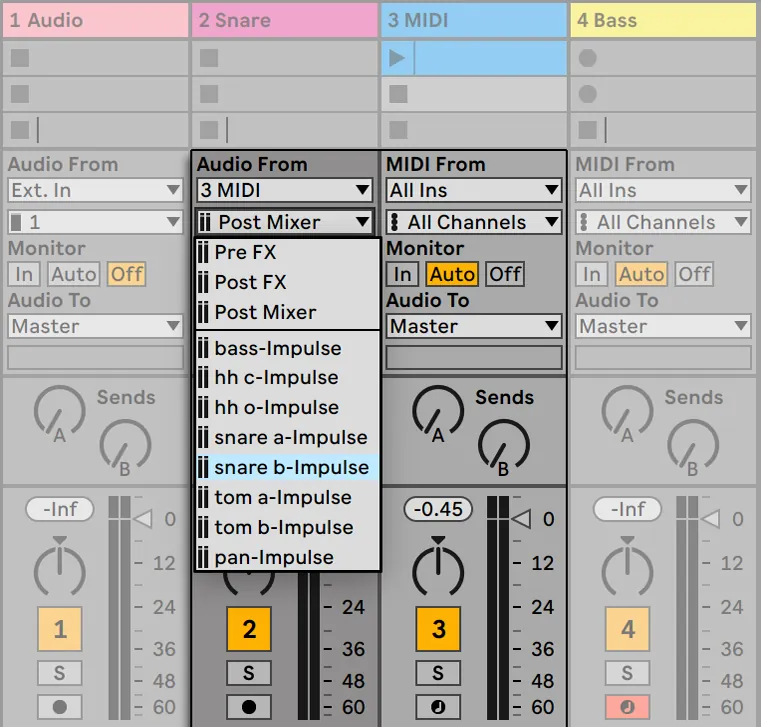 1 Audio
2 Snare
3 MIDI
4 Bass
Audio From
Ext. In
1
Monitor
In Auto Off
Audio To
Master
Sends
A
B
-Inf
0
12
24
36
48
60
1
S
Audio From
3 MIDI
Post Mixer
Pre FX
Post FX
Post Mixer
bass-Impulse
hh c-Impulse
hh o-Impulse
snare a-Impulse
snare b-Impulse
tom a-Impulse
tom b-Impulse
pan-Impulse
24
36
48
60
2
S
MIDI From
All Ins
All Channels
Monitor
In Auto Off
Audio To
Master
Sends
A
B
-0.45
0
12
24
36
48
60
3
S
MIDI From
All Ins
All Channels
Monitor
In Auto Off
Audio To
Master
Sends
A
B
-Inf
0
12
24
36
48
60
4
S